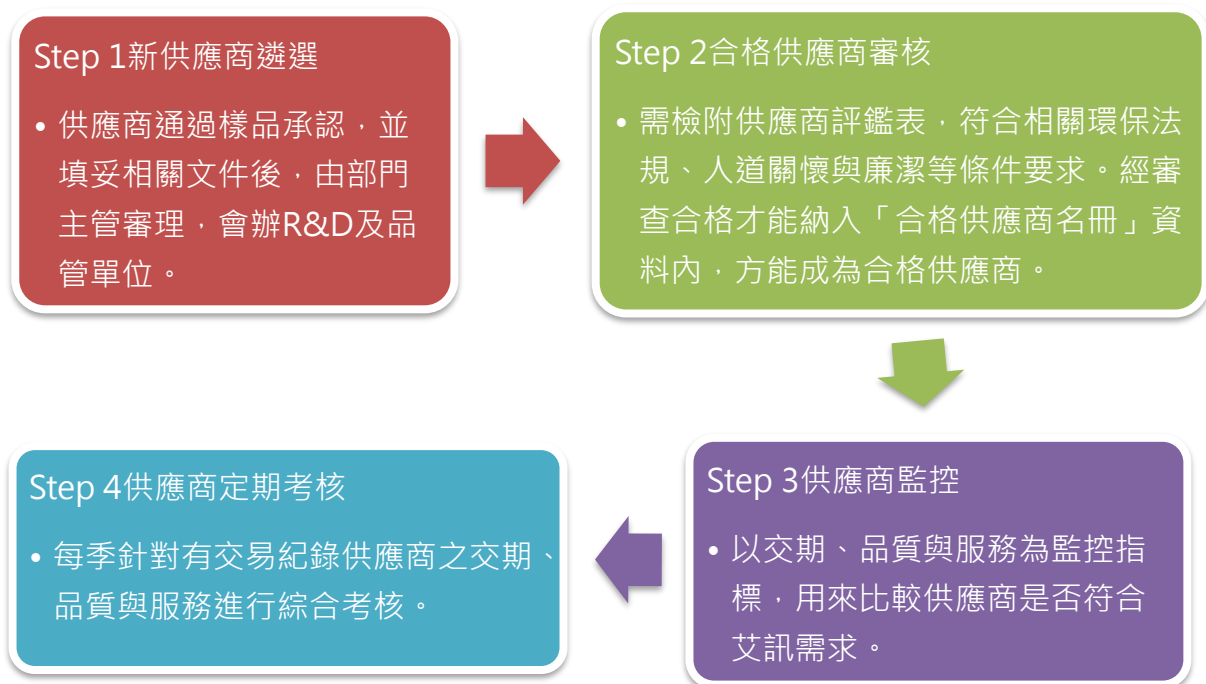 Step 1新供應商遴選
• 供應商通過樣品承認，並
填妥相關文件後，由部門
主管審理，會辦R&D及品
管單位。
Step 2合格供應商審核
• 需檢附供應商評鑑表，符合相關環保法
規、人道關懷與廉潔等條件要求。經審
查合格才能納入「合格供應商名冊」資
料內，方能成為合格供應商。
Step 3供應商監控
• 以交期、品質與服務為監控指
標，用來比較供應商是否符合
艾訊需求。
Step 4供應商定期考核
• 每季針對有交易紀錄供應商之交期、
品質與服務進行綜合考核。